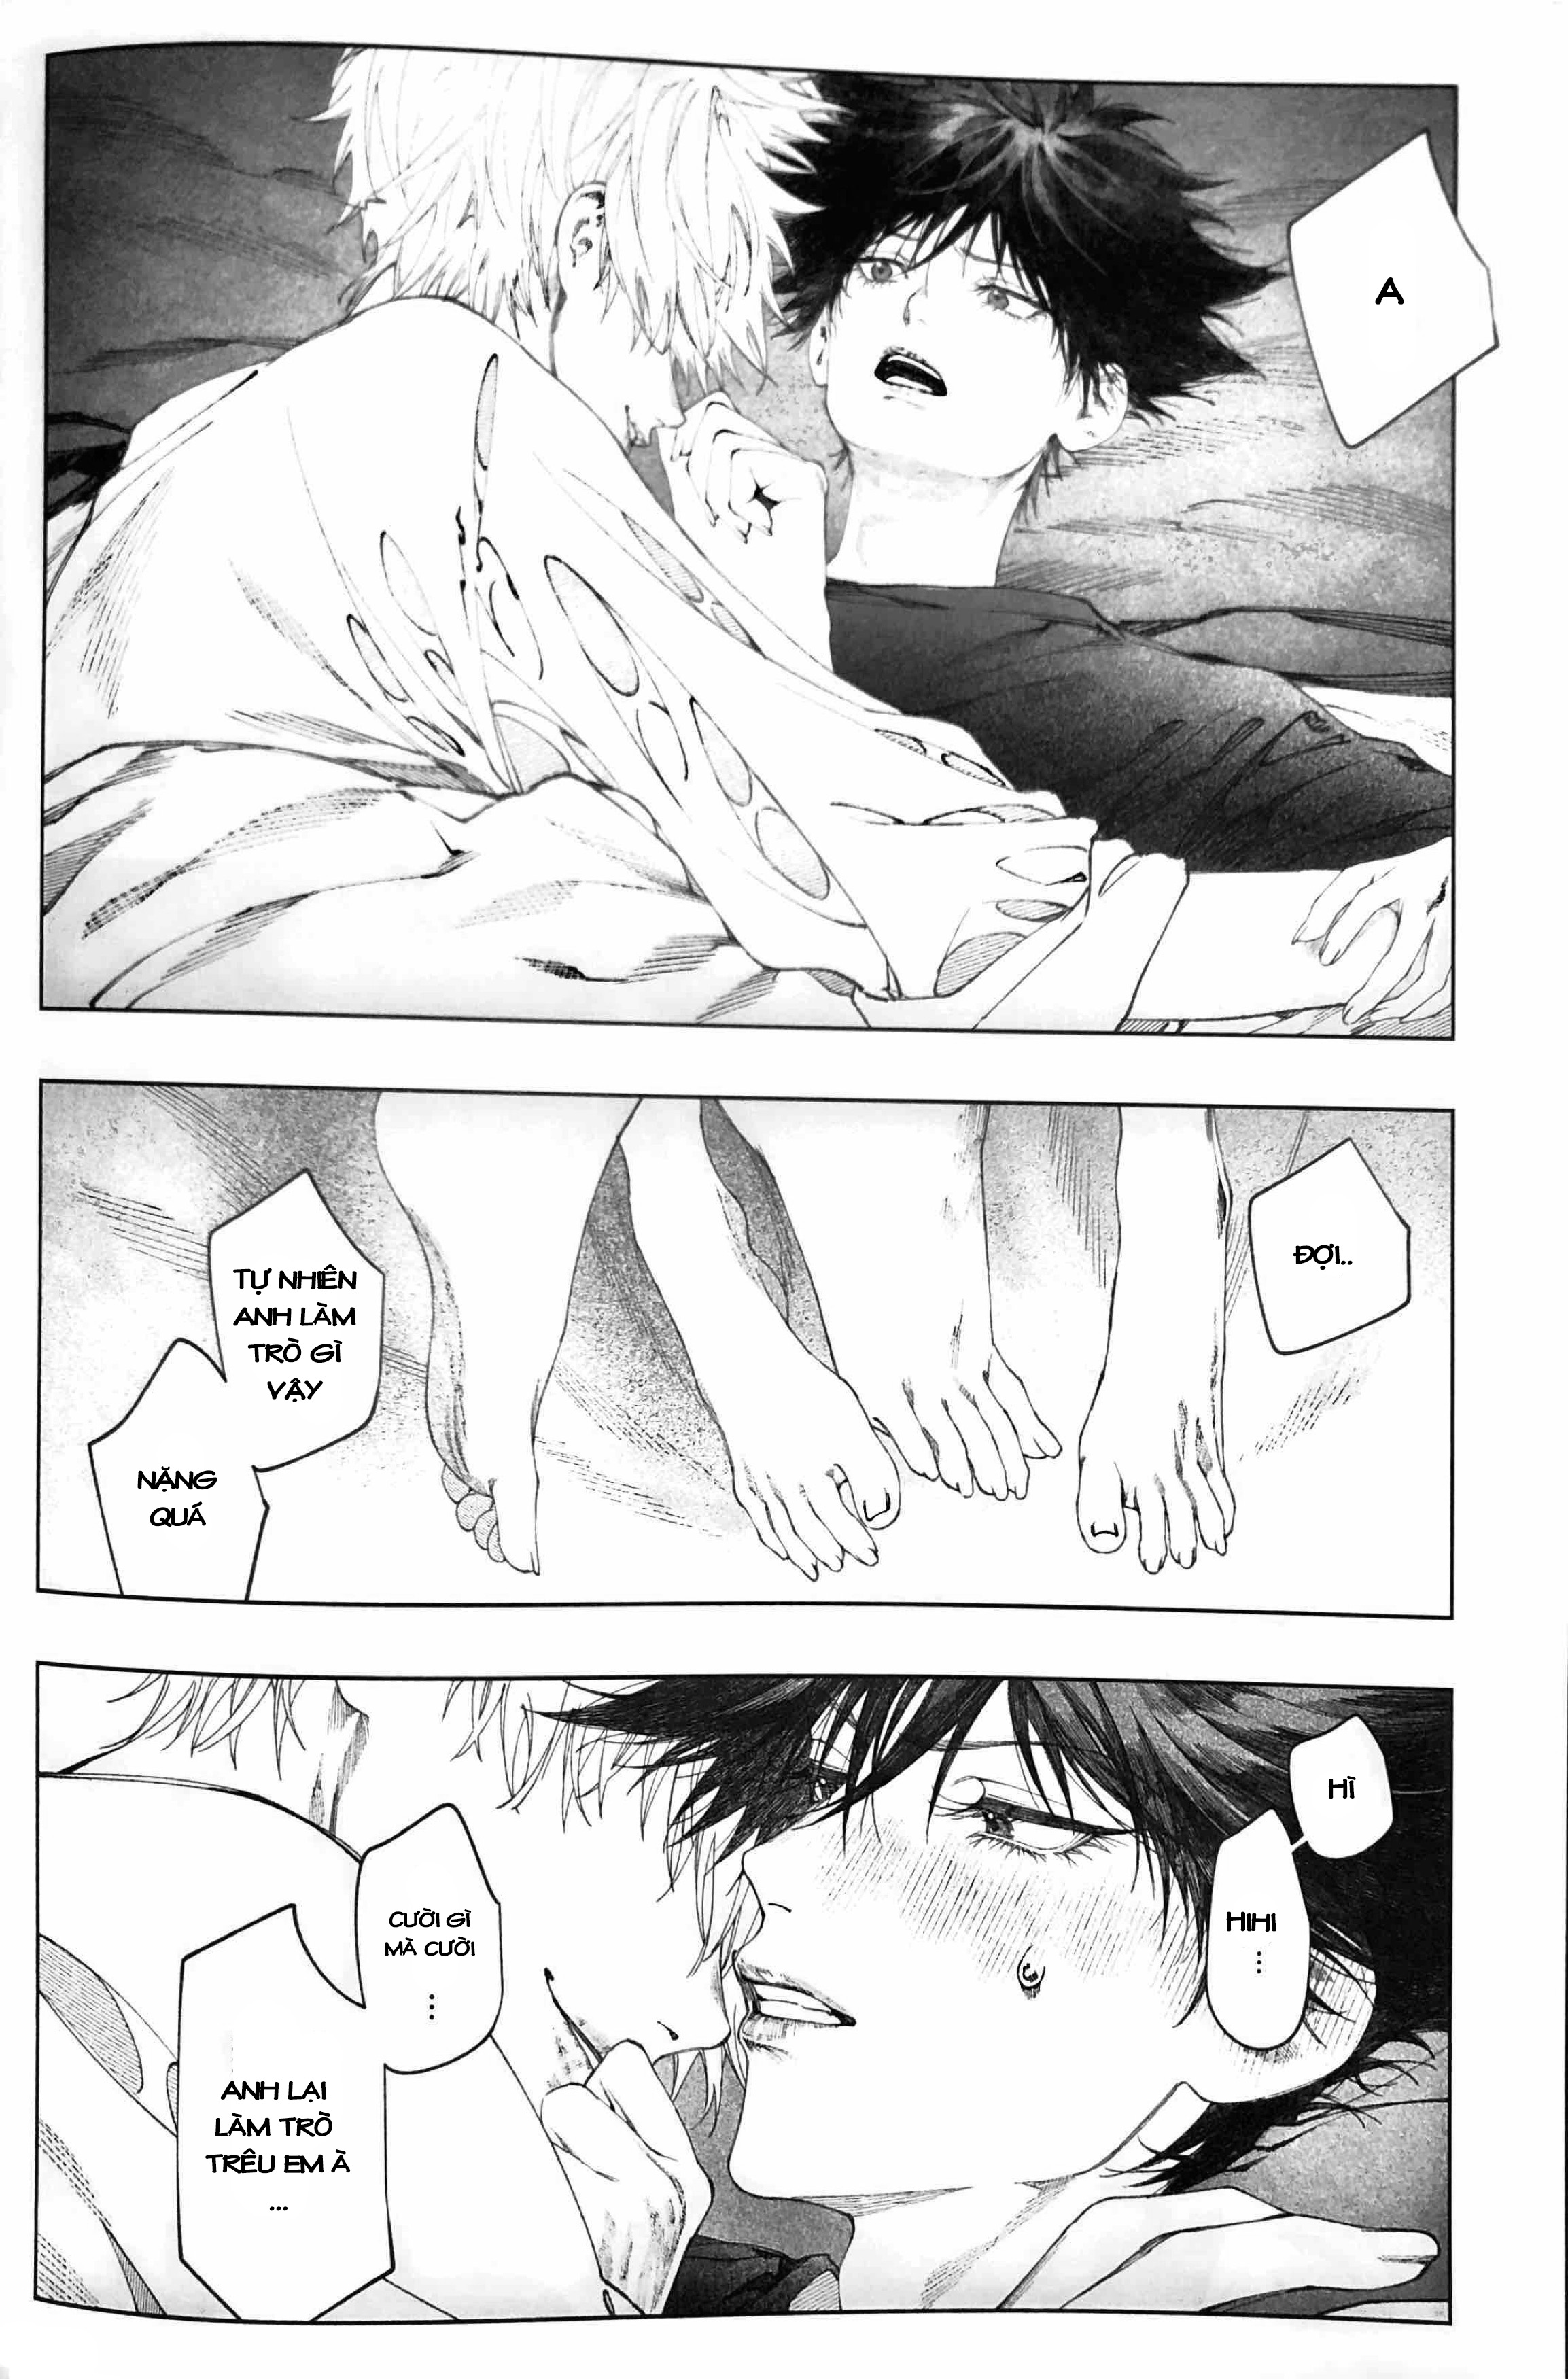 A
ĐỢI..
TỰ NHIÊN
ANH LÀM
TRÒ GÌ
VẬY
NẶNG
QUÁ
HÌ
HIHI
...
CƯỜI GÌ
MÀ CƯỜI
...
ANH LẠI
LÀM TRÒ
TRÊU EM À
...